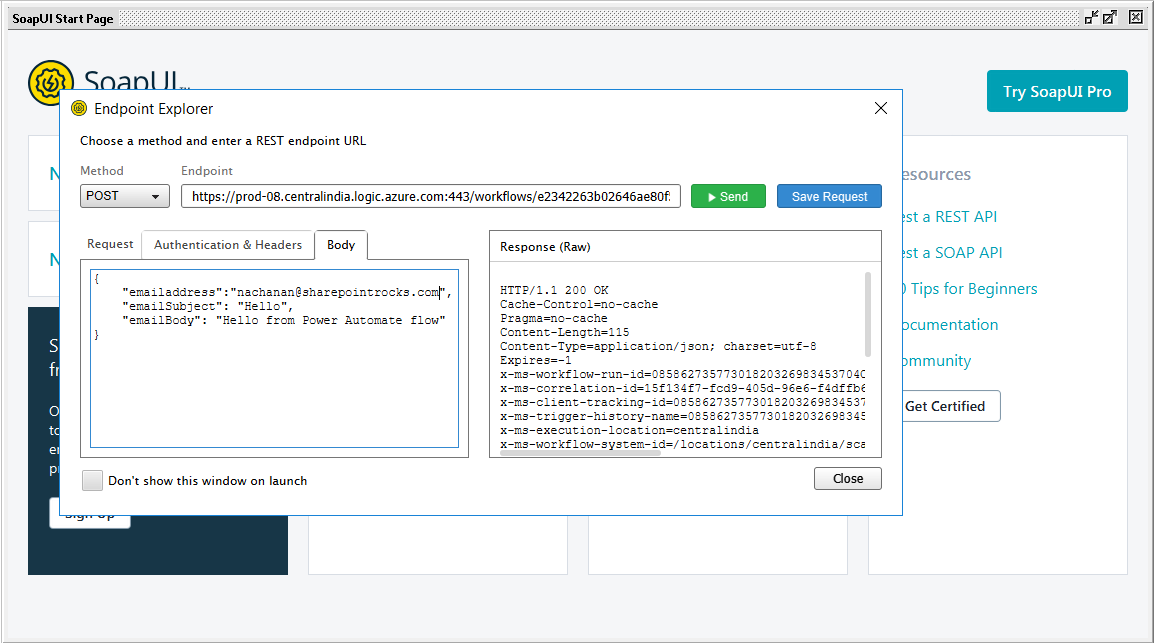 SoapUI Start Page
SoapUI
Try SoapUI Pro
Endpoint Explorer
Choose a method and enter a REST endpoint URL
Method
Endpoint
POST
https://prod-08.centralindia.logic.azure.com:443/workflows/e2342263b02646ae80f
Send
Save Request
Request
Authentication & Headers
Body
{
"emailaddress":"nachanan@sharepointrocks.com",
"emailSubject": "Hello",
"emailBody": "Hello from Power Automate flow"
}
Response (Raw)
HTTP/1.1 200 OK
Cache-Control=no-cache
Pragma=no-cache
Content-Length=115
Content-Type=application/json; charset=utf-8
Expires=-1
x-ms-workflow-run-id=08586273577301820326983453704C
x-ms-correlation-id=15f134f7-fcd9-405d-96e6-f4dffb6
x-ms-client-tracking-id=085862735773018203269834537
x-ms-trigger-history-name=0858627357730182032698345
x-ms-execution-location=centralindia
x-ms-workflow-system-id=/locations/centralindia/sca
Don't show this window on launch
Close
esources
est a REST API
est a SOAP API
0 Tips for Beginners
ocumentation
ommunity
Get Certified
Sign Up